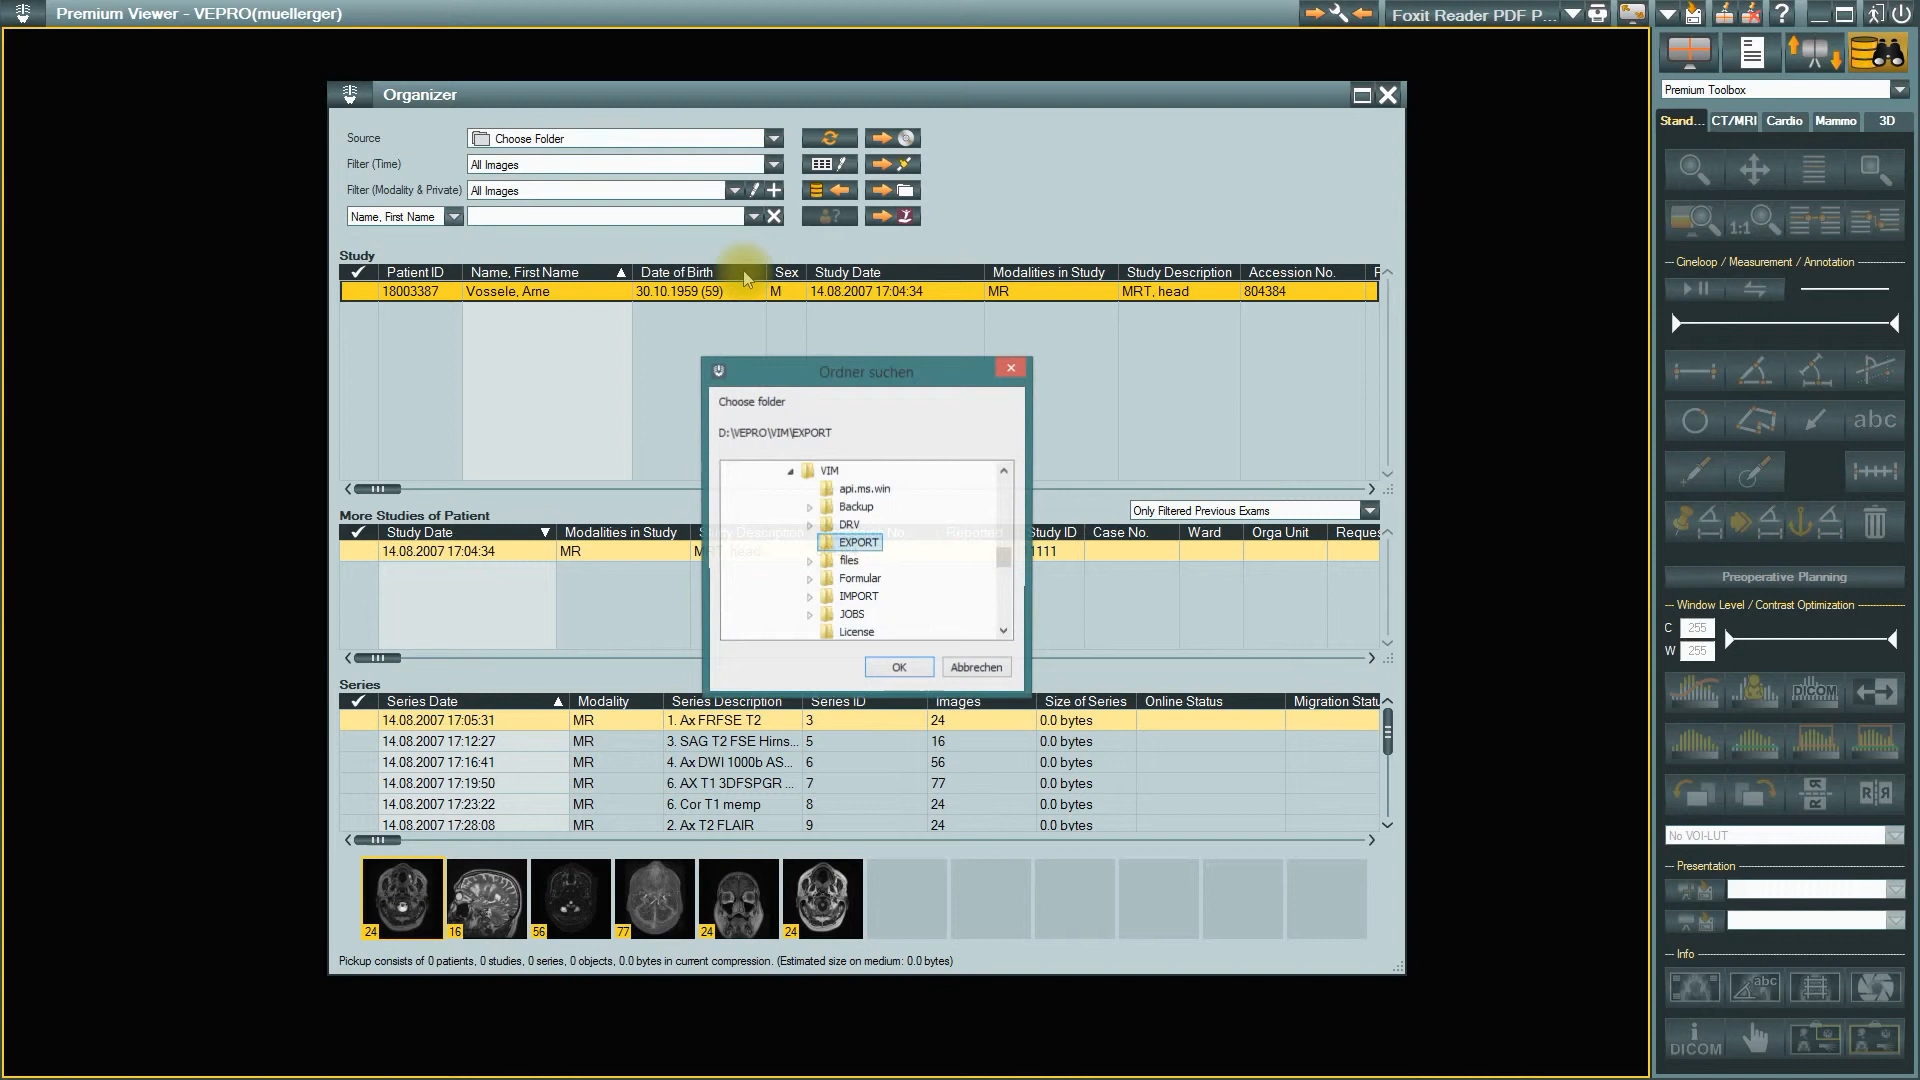 Premium Viewer - VEPRO(muellerger)
Foxit Reader PDF P...
?
Organizer
Premium Toolbox
Stand... CT/MRI Cardio Mammo 3D
Source Choose Folder
Filter (Time) All Images
Filter (Modality & Private) All Images
Name, First Name
1:1
Study
Patient ID Name, First Name Date of Birth Sex Study Date Modalities in Study Study Description Accession No.
18003387 Vossele, Arne 30.10.1959 (59) M 14.08.2007 17:04:34 MR MRT, head 804384
--- Cineloop / Measurement / Annotation
Ordner suchen
Choose folder
D:\VEPRO\VIM\EXPORT
VIM
api.ms.win
Backup
DRV
EXPORT
files
Formular
IMPORT
JOBS
License
OK Abbrechen
abc
More Studies of Patient
Only Filtered Previous Exams
Study Date Modalities in Study Study Description No. Reported Study ID Case No. Ward Orga Unit Reques
14.08.2007 17:04:34 MR MRT, head 1111
Preoperative Planning
--- Window Level / Contrast Optimization
C 255
W 255
DICOM
Series
Series Date Modality Series Description Series ID Images Size of Series Online Status Migration Statu
14.08.2007 17:05:31 MR 1. Ax FRFSE T2 3 24 0.0 bytes
14.08.2007 17:12:27 MR 3. SAG T2 FSE Hirns... 5 16 0.0 bytes
14.08.2007 17:16:41 MR 4. Ax DWI 1000b AS... 6 56 0.0 bytes
14.08.2007 17:19:50 MR 6. AX T1 3DFSPGR ... 7 77 0.0 bytes
14.08.2007 17:23:22 MR 6. Cor T1 memp 8 24 0.0 bytes
14.08.2007 17:28:08 MR 2. Ax T2 FLAIR 9 24 0.0 bytes
R R R R
No VOI-LUT
--- Presentation
24 16 56 77 24 24
Pickup consists of 0 patients, 0 studies, 0 series, 0 objects, 0.0 bytes in current compression. (Estimated size on medium: 0.0 bytes)
--- Info
abc
i
DICOM